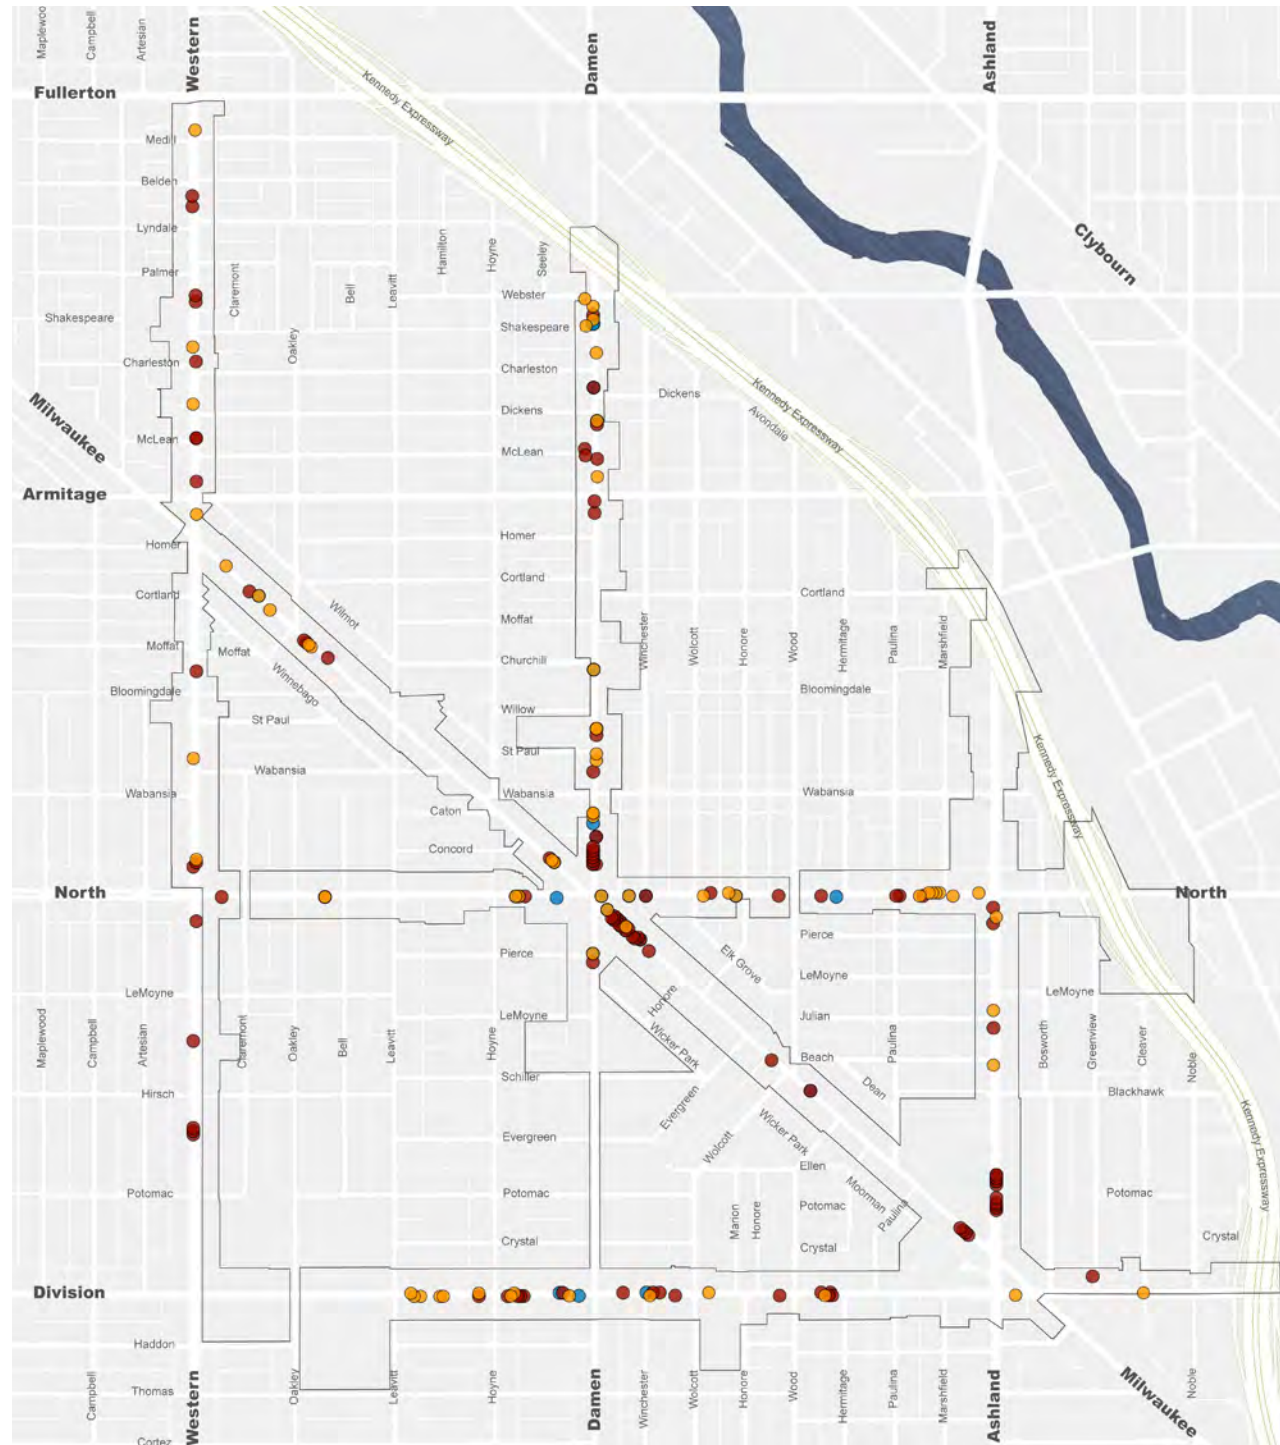 Maplewoo
Campbell
Artesian
Western
Damen
Ashland
Kennedy Expressway
Fullerton
Medill
Belden
Lyndale
Palmer
Shakespeare
Charleston
McLean
Milwaukee
Armitage
Homer
Cortland
Moffat
Bloomingdale
Wabansia
Claremont
Oakley
Bell
Leavitt
Hamilton
Hoyne
Seeley
Webster
Shakespeare
Charleston
Dickens
McLean
Homer
Cortland
Moffat
Churchill
Willow
St Paul
Wabansia
Clybourn
Dickens
Kennedy Expressway
Avondale
Wilmot
Winnebago
Moffat
St Paul
Wabansia
Caton
Concord
Winchester
Wolcott
Honore
Wood
Hermitage
Paulina
Marshfield
Cortland
Bloomingdale
Wabansia
Kennedy Expressway
North
North
Pierce
LeMoyne
Schiller
Evergreen
Potomac
Crystal
LeMoyne
Hirsch
Potomac
Maplewood
Campbell
Artesian
Claremont
Oakley
Bell
Leavitt
Hoyne
Elk Grove
Honore
Wicker Park
Evergreen
Wolcott
Wicker Park
Moorman
Paulina
Marion
Honore
Pierce
LeMoyne
Julian
Beach
Paulina
Dean
Ellen
Potomac
Crystal
LeMoyne
Bosworth
Greenview
Cleaver
Noble
Blackhawk
Potomac
Crystal
Kennedy Expressway
Division
Haddon
Thomas
Cortez
Campbell
Western
Oakley
Leavitt
Hoyne
Damen
Winchester
Wolcott
Honore
Wood
Hermitage
Paulina
Marshfield
Ashland
Milwaukee
Noble